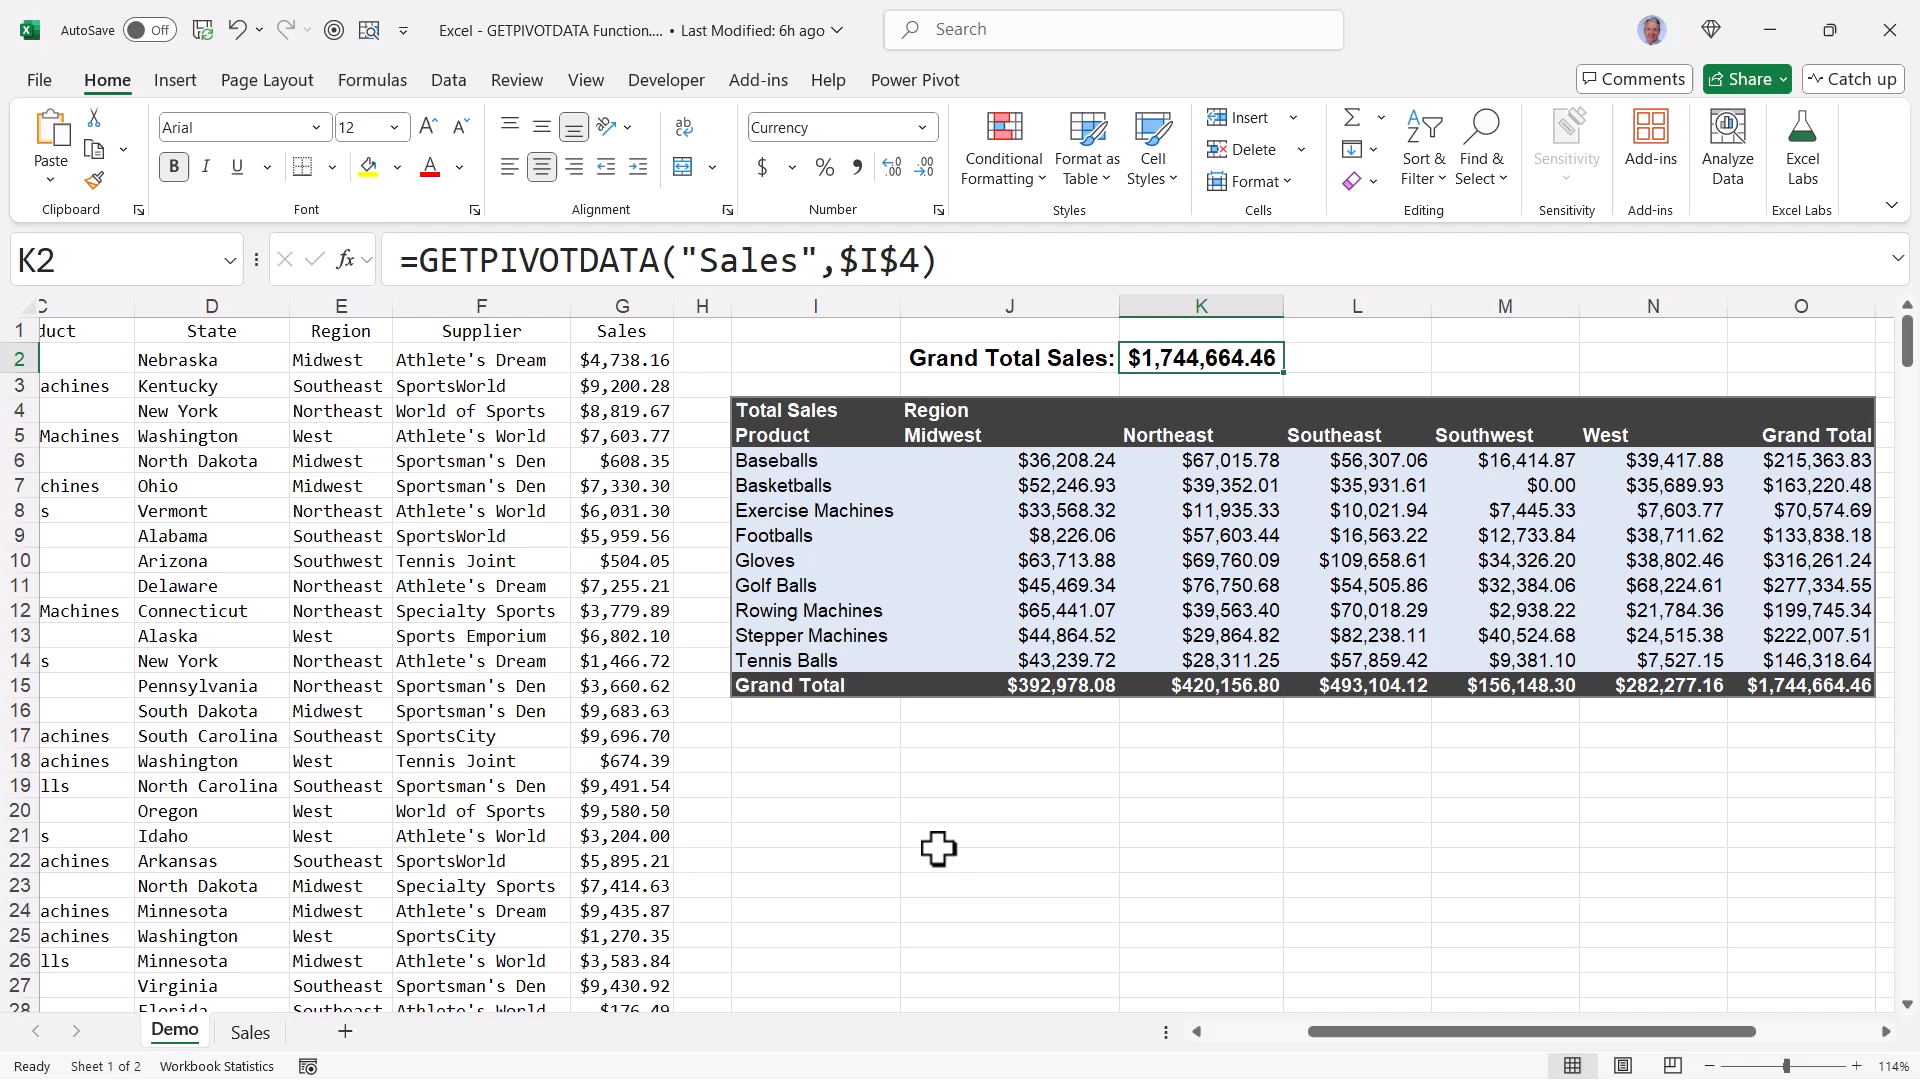 AutoSave Off Excel - GETPIVOTDATA Function.... • Last Modified: 6h ago Search
File Home Insert Page Layout Formulas Data Review View Developer Add-ins Help Power Pivot Comments Share Catch up
Paste
Clipboard
Arial 12
B I U A
Font
Alignment
Currency
$ % 9 .00
Number
Conditional Formatting
Format as Table
Cell Styles
Styles
Insert
Delete
Format
Cells
Sort & Filter
Find & Select
Editing
Sensitivity
Sensitivity
Add-ins
Add-ins
Analyze Data
Excel Labs
Excel Labs
K2 fx =GETPIVOTDATA("Sales",$I$4)
C D E F G H I J K L M N O
1 duct State Region Supplier Sales
2 Nebraska Midwest Athlete's Dream $4,738.16 Grand Total Sales: $1,744,664.46
3 achines Kentucky Southeast SportsWorld $9,200.28
4 New York Northeast World of Sports $8,819.67 Total Sales Region
5 Machines Washington West Athlete's World $7,603.77 Product Midwest Northeast Southeast Southwest West Grand Total
6 North Dakota Midwest Sportsman's Den $608.35 Baseballs $36,208.24 $67,015.78 $56,307.06 $16,414.87 $39,417.88 $215,363.83
7 chines Ohio Midwest Sportsman's Den $7,330.30 Basketballs $52,246.93 $39,352.01 $35,931.61 $0.00 $35,689.93 $163,220.48
8 s Vermont Northeast Athlete's World $6,031.30 Exercise Machines $33,568.32 $11,935.33 $10,021.94 $7,445.33 $7,603.77 $70,574.69
9 Alabama Southeast SportsWorld $5,959.56 Footballs $8,226.06 $57,603.44 $16,563.22 $12,733.84 $38,711.62 $133,838.18
10 Arizona Southwest Tennis Joint $504.05 Gloves $63,713.88 $69,760.09 $109,658.61 $34,326.20 $38,802.46 $316,261.24
11 Delaware Northeast Athlete's Dream $7,255.21 Golf Balls $45,469.34 $76,750.68 $54,505.86 $32,384.06 $68,224.61 $277,334.55
12 Machines Connecticut Northeast Specialty Sports $3,779.89 Rowing Machines $65,441.07 $39,563.40 $70,018.29 $2,938.22 $21,784.36 $199,745.34
13 Alaska West Sports Emporium $6,802.10 Stepper Machines $44,864.52 $29,864.82 $82,238.11 $40,524.68 $24,515.38 $222,007.51
14 s New York Northeast Athlete's Dream $1,466.72 Tennis Balls $43,239.72 $28,311.25 $57,859.42 $9,381.10 $7,527.15 $146,318.64
15 Pennsylvania Northeast Sportsman's Den $3,660.62 Grand Total $392,978.08 $420,156.80 $493,104.12 $156,148.30 $282,277.16 $1,744,664.46
16 South Dakota Midwest Sportsman's Den $9,683.63
17 achines South Carolina Southeast SportsCity $9,696.70
18 achines Washington West Tennis Joint $674.39
19 lls North Carolina Southeast Sportsman's Den $9,491.54
20 Oregon West World of Sports $9,580.50
21 s Idaho West Athlete's World $3,204.00
22 achines Arkansas Southeast SportsWorld $5,895.21
23 North Dakota Midwest Specialty Sports $7,414.63
24 achines Minnesota Midwest Athlete's Dream $9,435.87
25 achines Washington West SportsCity $1,270.35
26 lls Minnesota Midwest Athlete's World $3,583.84
27 Virginia Southeast Sportsman's Den $9,430.92
28 Florida Southeast Athlete's World $176.49
Demo Sales
Ready Sheet 1 of 2 Workbook Statistics 114%